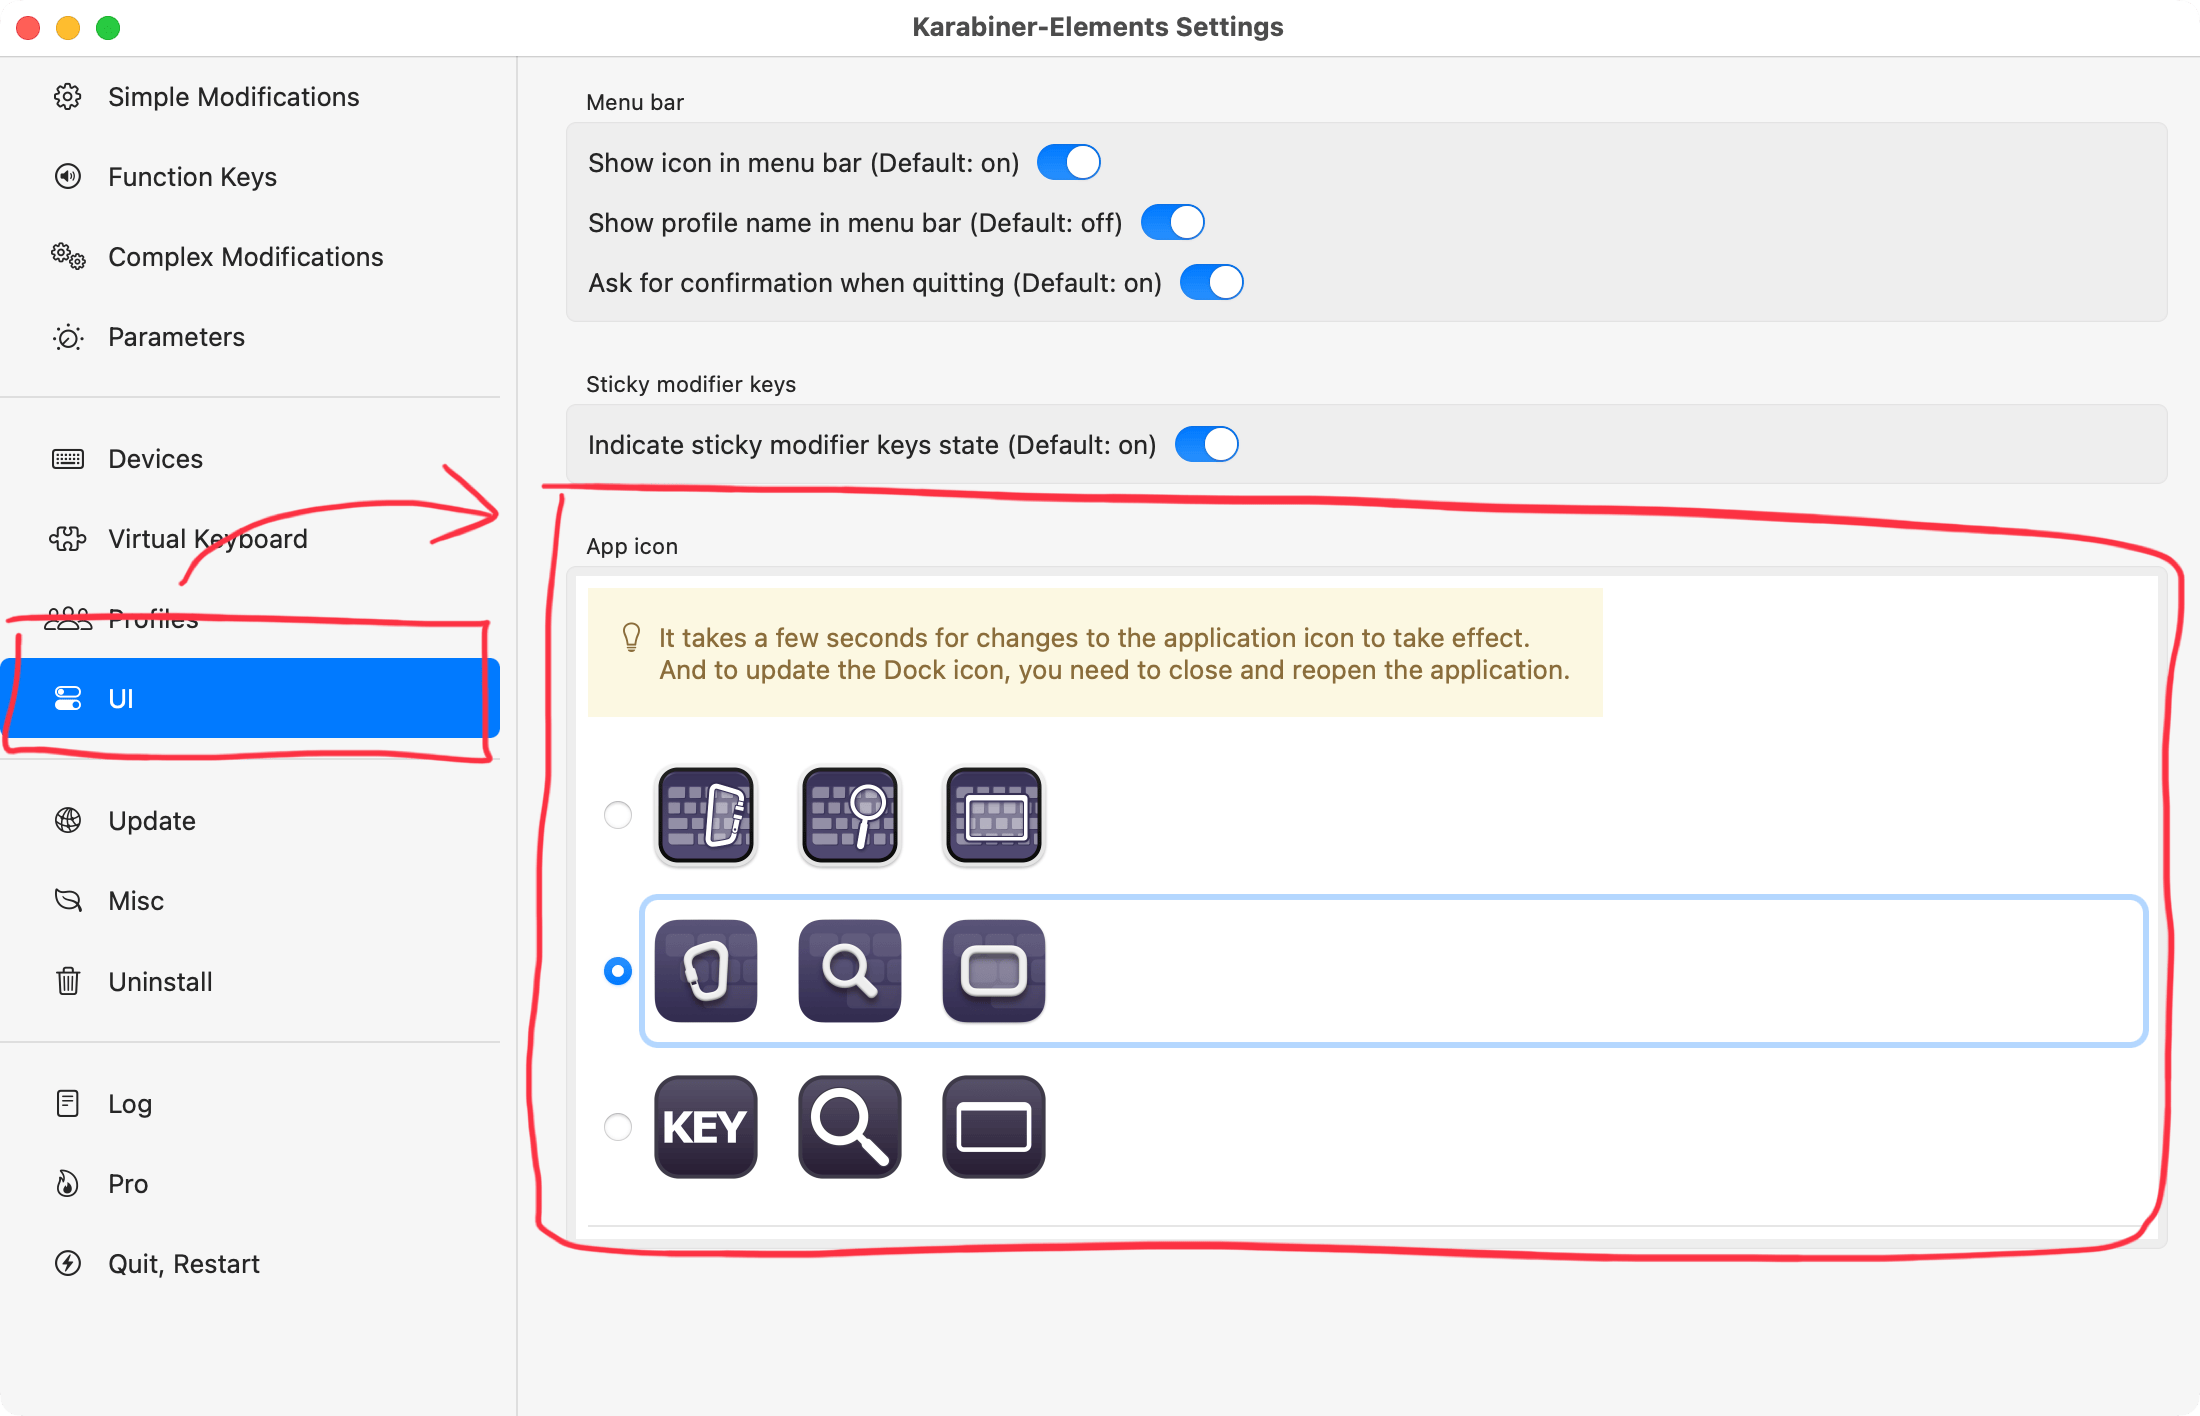 Karabiner-Elements Settings
Simple Modifications
Function Keys
Complex Modifications
Parameters
Devices
Virtual Keyboard
Profiles
UI
Update
Misc
Uninstall
Log
Pro
Quit, Restart
Menu bar
Show icon in menu bar (Default: on)
Show profile name in menu bar (Default: off)
Ask for confirmation when quitting (Default: on)
Sticky modifier keys
Indicate sticky modifier keys state (Default: on)
App icon
It takes a few seconds for changes to the application icon to take effect.
And to update the Dock icon, you need to close and reopen the application.
KEY